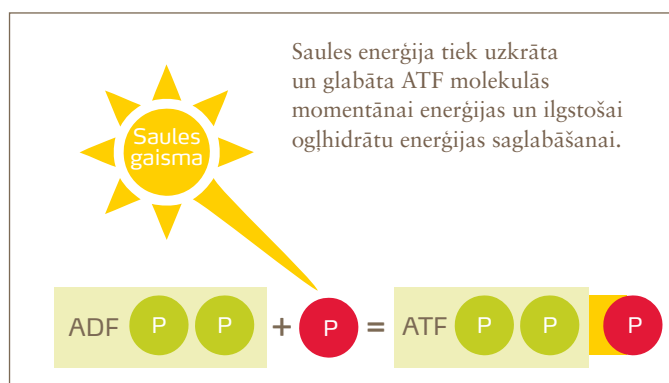 Saules enerģija tiek uzkrāta
un glabāta ATF molekulās
momentānai enerģijas un ilgstošai
ogļhidrātu enerģijas saglabāšanai.
Saules
gaisma
ADF P P + P = ATF P P P